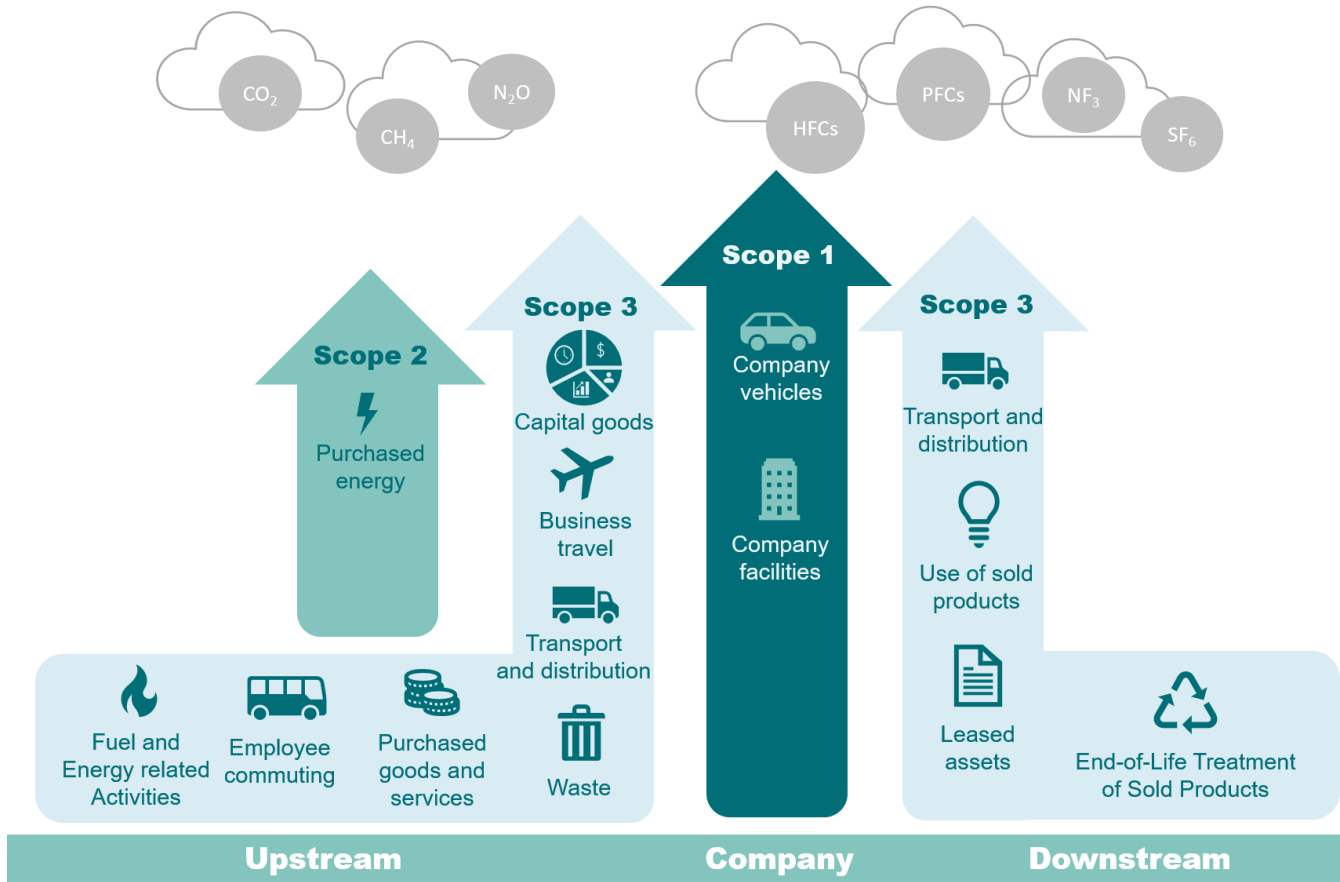 CO₂
CH₄
N₂O
HFCs
PFCs
NF₃
SF₆
Scope 2
Purchased
energy
Scope 3
$
Capital goods
Business
travel
Transport
and distribution
Waste
Fuel and
Energy related
Activities
Employee
commuting
Purchased
goods and
services
Scope 1
Company
vehicles
Company
facilities
Scope 3
Transport and
distribution
Use of sold
products
Leased
assets
End-of-Life Treatment
of Sold Products
Upstream
Company
Downstream